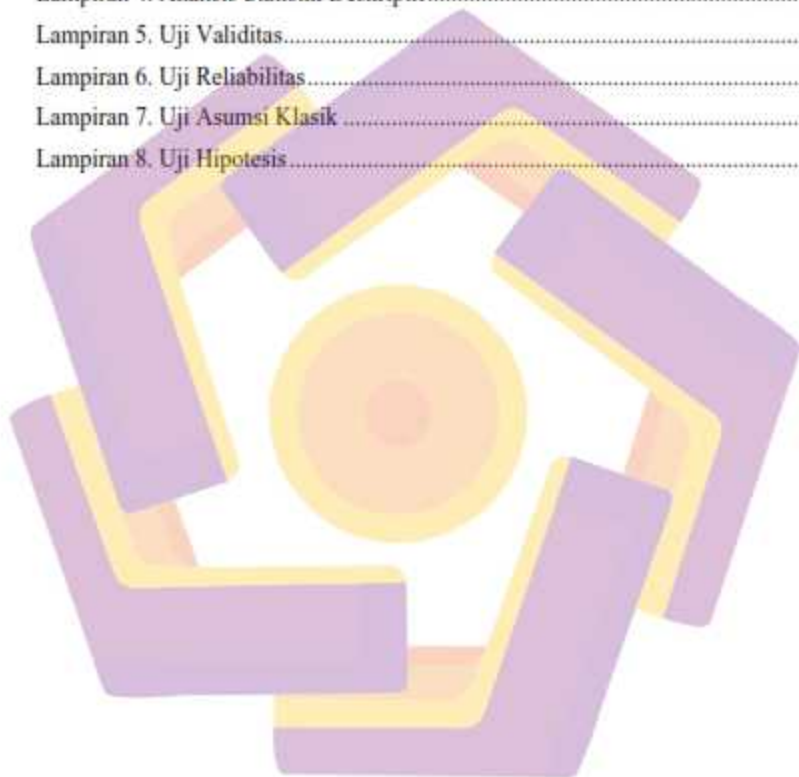 Lampiran 5. Uji Validitas
Lampiran 6. Uji Reliabilitas
Lampiran 7. Uji Asumsi Klasik
Lampiran 8. Uji Hipotesis